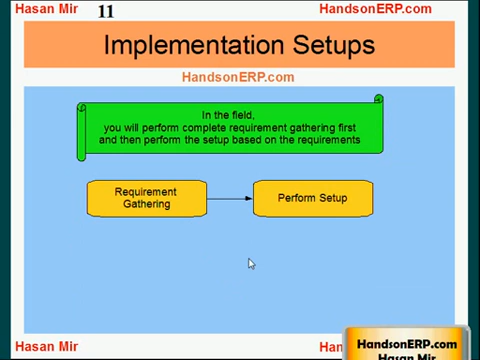 Hasan Mir
11
HandsonERP.com
Implementation Setups
HandsonERP.com
In the field,
you will perform complete requirement gathering first
and then perform the setup based on the requirements
Requirement
Gathering
Perform Setup
Hasan Mir
HandsonERP.com
Hasan Mir